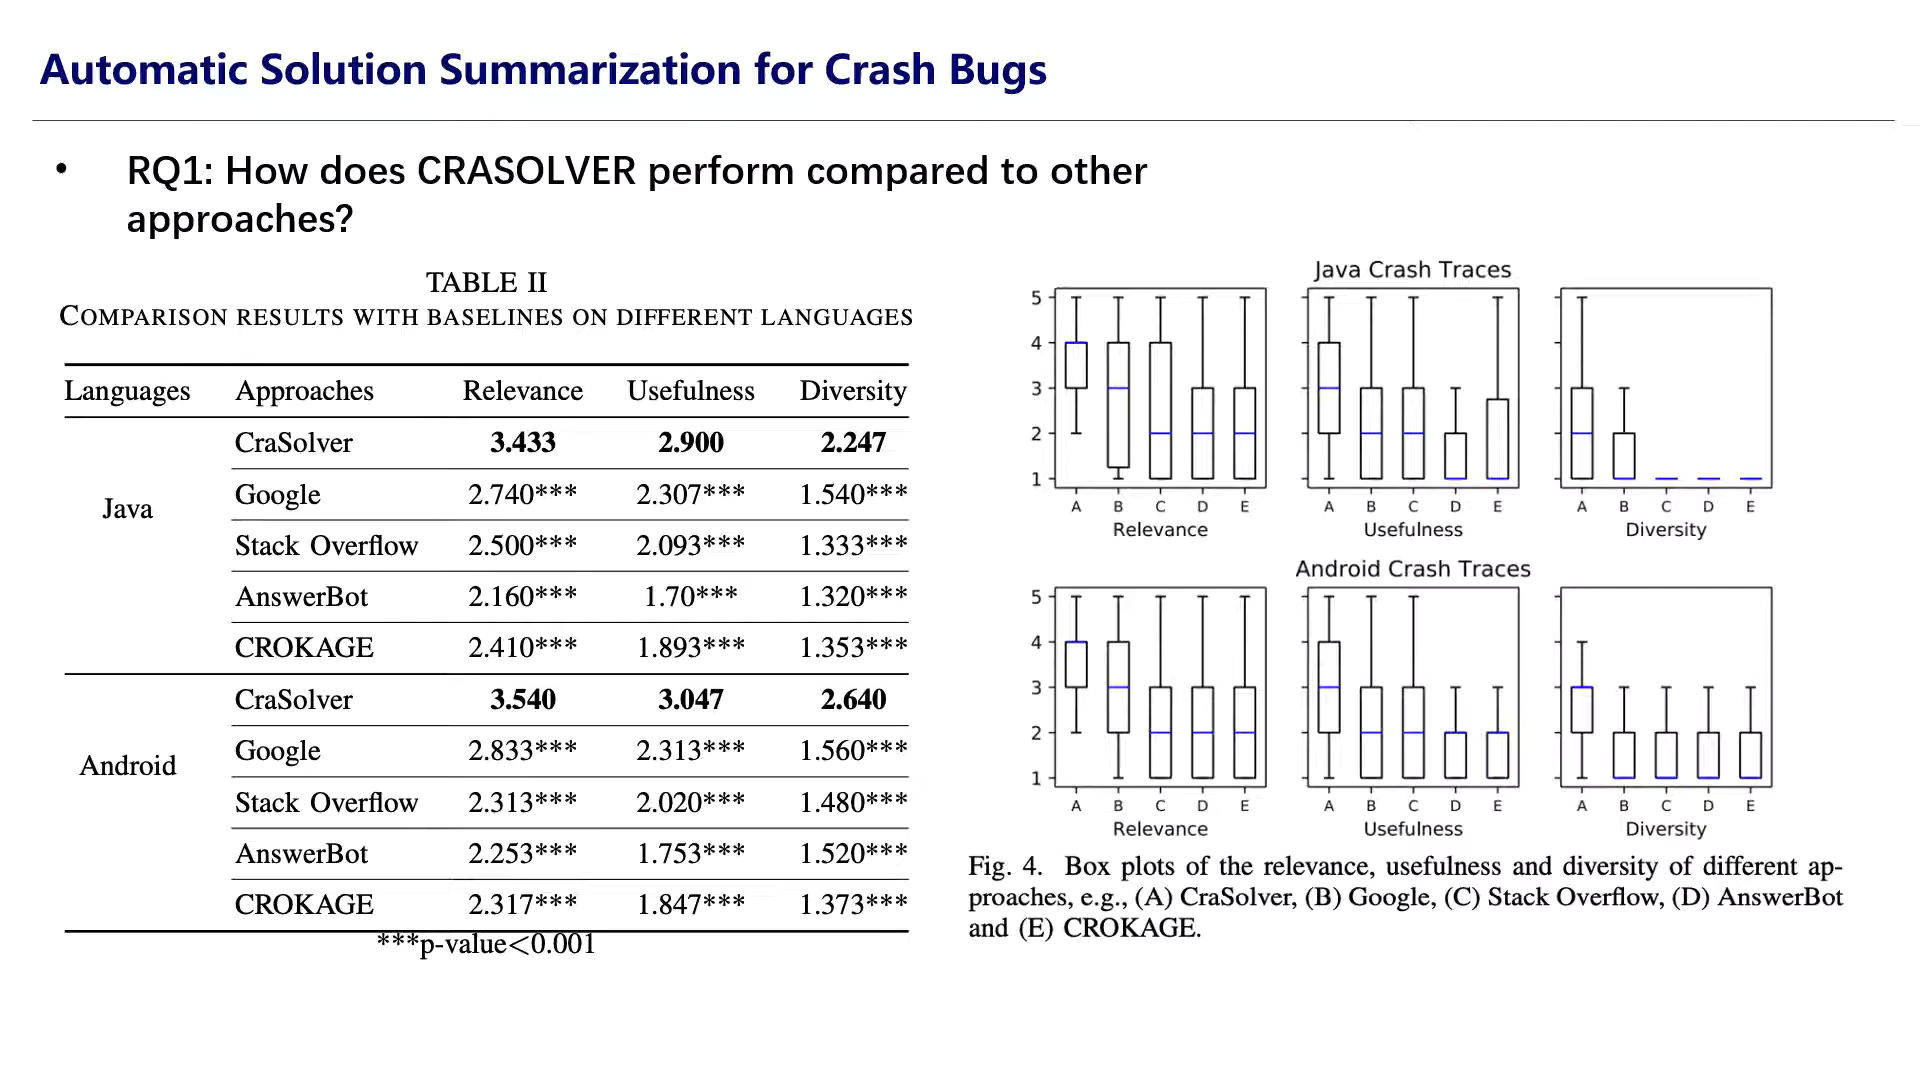 Automatic Solution Summarization for Crash Bugs
• RQ1: How does CRASOLVER perform compared to other
approaches?
TABLE II
COMPARISON RESULTS WITH BASELINES ON DIFFERENT LANGUAGES
Languages Approaches Relevance Usefulness Diversity
Java
CraSolver 3.433 2.900 2.247
Google 2.740*** 2.307*** 1.540***
Stack Overflow 2.500*** 2.093*** 1.333***
AnswerBot 2.160*** 1.70*** 1.320***
CROKAGE 2.410*** 1.893*** 1.353***
Android
CraSolver 3.540 3.047 2.640
Google 2.833*** 2.313*** 1.560***
Stack Overflow 2.313*** 2.020*** 1.480***
AnswerBot 2.253*** 1.753*** 1.520***
CROKAGE 2.317*** 1.847*** 1.373***
***p-value<0.001
Java Crash Traces
5
4
3
2
1
A B C D E A B C D E A B C D E
Relevance Usefulness Diversity
Android Crash Traces
5
4
3
2
1
A B C D E A B C D E A B C D E
Relevance Usefulness Diversity
Fig. 4. Box plots of the relevance, usefulness and diversity of different ap-
proaches, e.g., (A) CraSolver, (B) Google, (C) Stack Overflow, (D) AnswerBot
and (E) CROKAGE.